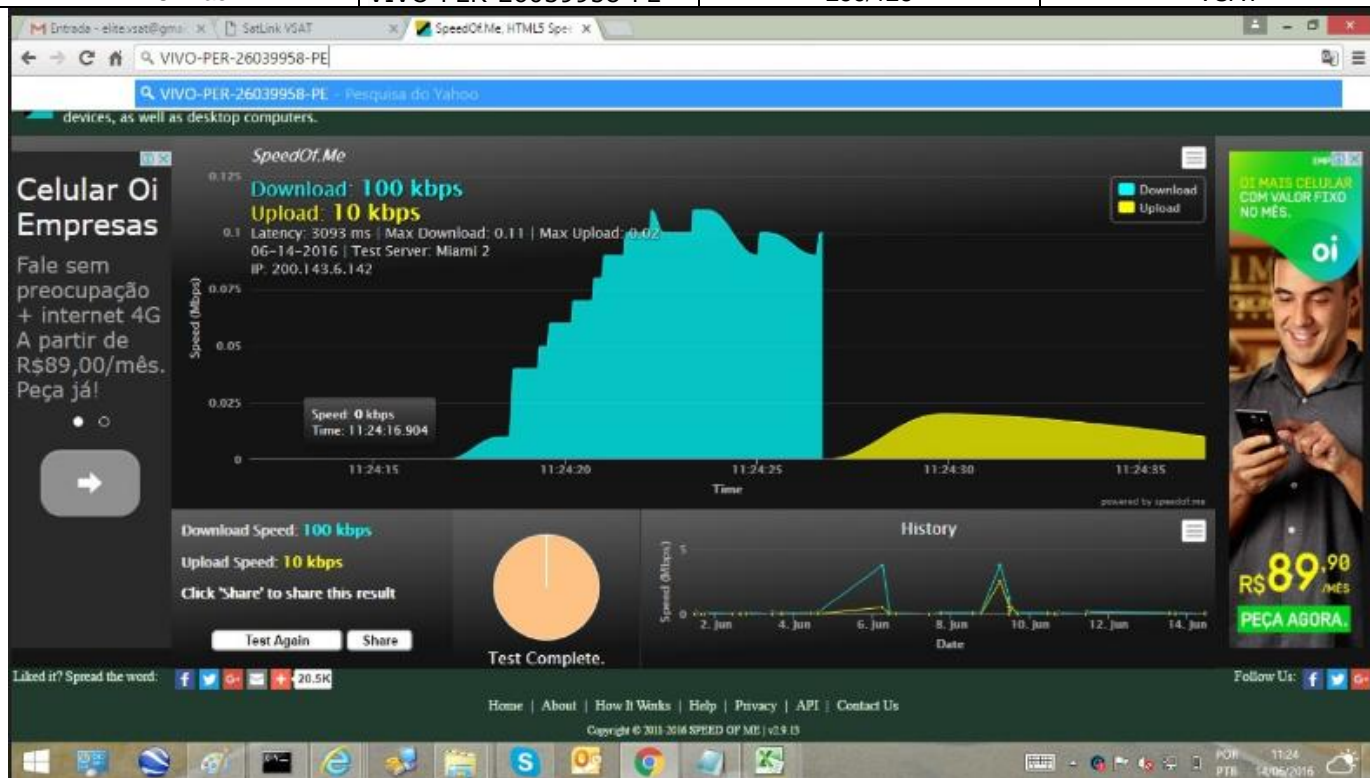 VIVO-PER-26039958-PE
Entrada - elite.vsat@gmai
SatLink VSAT
SpeedOf.Me, HTML5 Spee
VIVO-PER-26039958-PE
VIVO-PER-26039958-PE - Pesquisa do Yahoo
devices, as well as desktop computers.
Celular Oi
Empresas
Fale sem
preocupação
+ internet 4G
A partir de
R$89,00/mês.
Peça já!
SpeedOf.Me
Download: 100 kbps
Upload: 10 kbps
Latency: 3093 ms | Max Download: 0.11 | Max Upload: 0.02
06-14-2016 | Test Server: Miami 2
IP: 200.143.6.142
Download
Upload
Speed (Mbps)
0.125
0.1
0.075
0.05
0.025
0
Speed: 0 kbps
Time: 11:24:16.904
11:24:15 11:24:20 11:24:25 11:24:30 11:24:35
Time
powered by speedof.me
Download Speed: 100 kbps
Upload Speed: 10 kbps
Click 'Share' to share this result
Test Again Share
Test Complete.
History
Speed (Mbps)
5
0
2. Jun 4. Jun 6. Jun 8. Jun 10. Jun 12. Jun 14. Jun
Date
OI MAIS CELULAR
COM VALOR FIXO
NO MÊS.
oi
R$89,90
/MÊS
PEÇA AGORA.
Liked it? Spread the word:
20.5K
Follow Us:
Home | About | How It Works | Help | Privacy | API | Contact Us
Copyright © 2011-2016 SPEED OF ME | v2.9.13
POR
PTB
11:24
14/06/2016